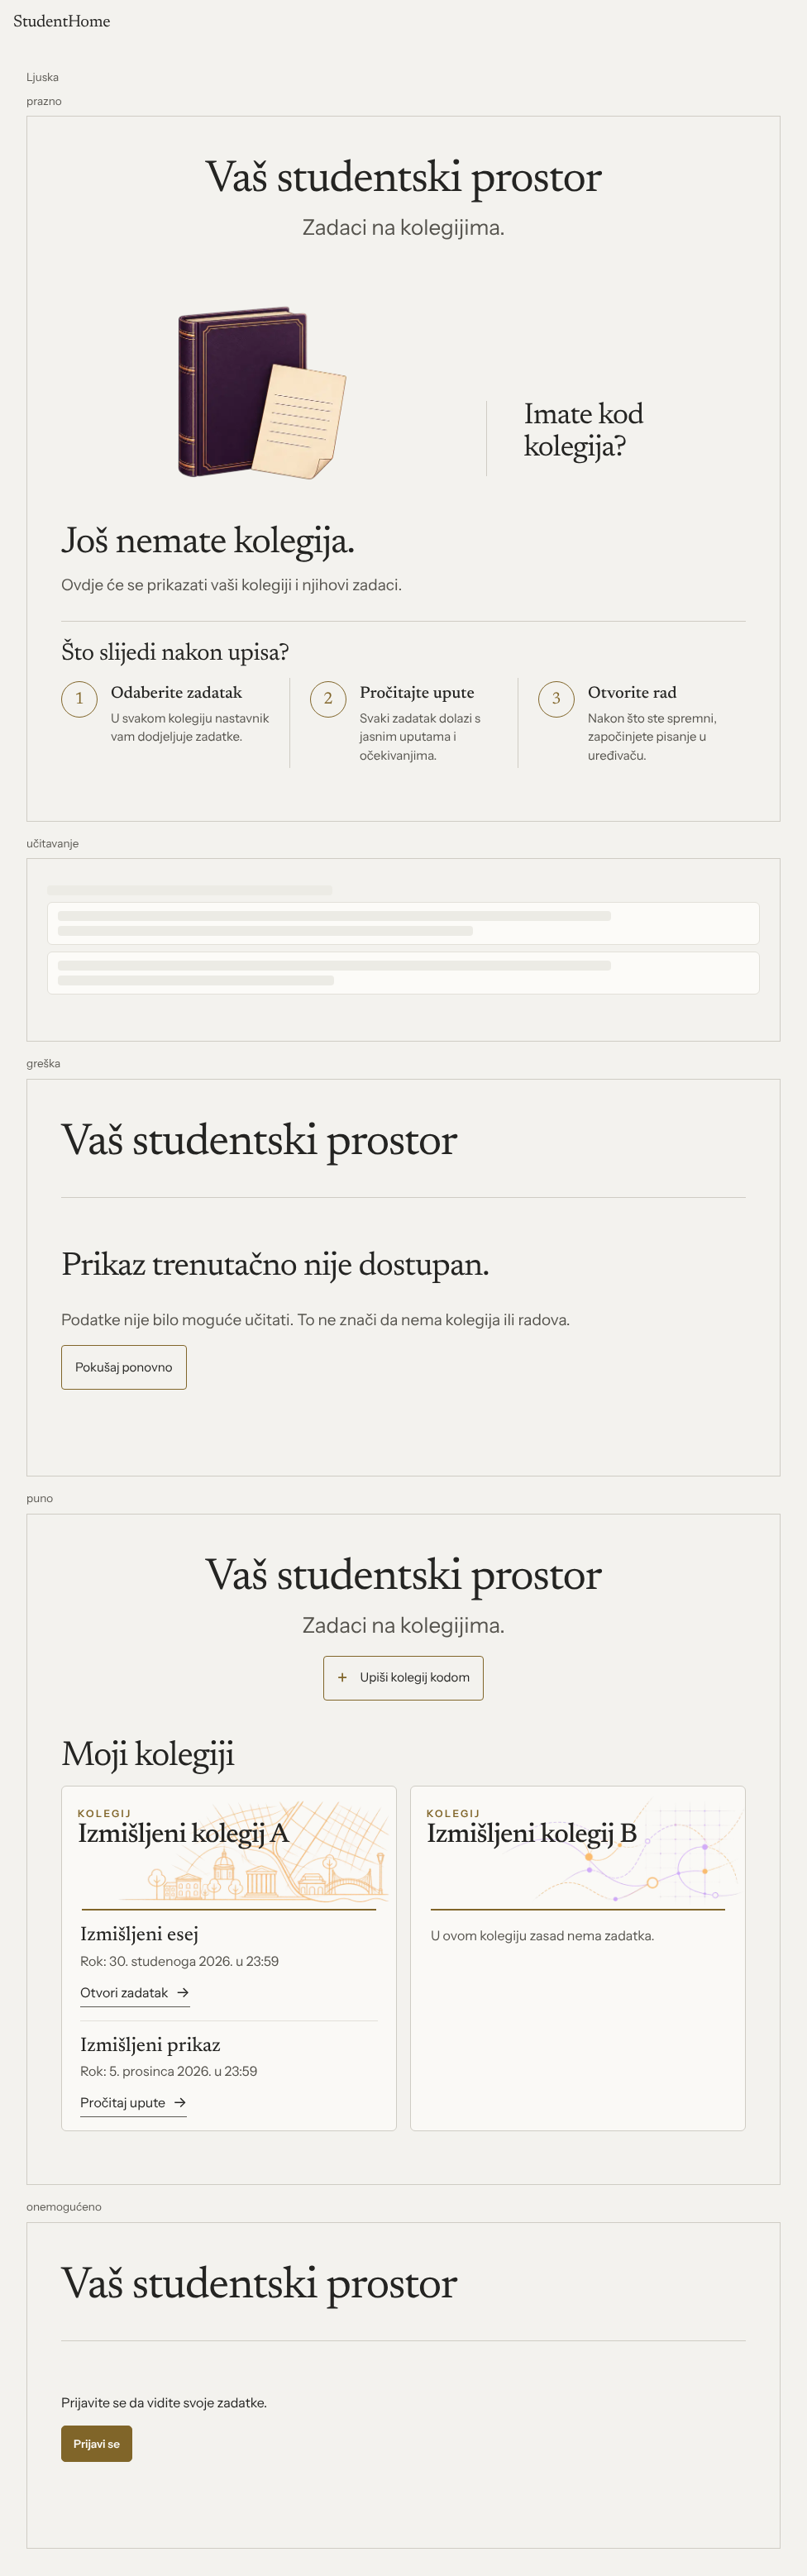 StudentHome
Ljuska
prazno
Vaš studentski prostor
Zadaci na kolegijima.
Imate kod
kolegija?
Još nemate kolegija.
Ovdje će se prikazati vaši kolegiji i njihovi zadaci.
Što slijedi nakon upisa?
1
Odaberite zadatak
U svakom kolegiju nastavnik
vam dodjeljuje zadatke.
2
Pročitajte upute
Svaki zadatak dolazi s
jasnim uputama i
očekivanjima.
3
Otvorite rad
Nakon što ste spremni,
započinjete pisanje u
uređivaču.
učitavanje
greška
Vaš studentski prostor
Prikaz trenutačno nije dostupan.
Podatke nije bilo moguće učitati. To ne znači da nema kolegija ili radova.
Pokušaj ponovno
puno
Vaš studentski prostor
Zadaci na kolegijima.
+ Upiši kolegij kodom
Moji kolegiji
KOLEGIJ
Izmišljeni kolegij A
Izmišljeni esej
Rok: 30. studenoga 2026. u 23:59
Otvori zadatak →
Izmišljeni prikaz
Rok: 5. prosinca 2026. u 23:59
Pročitaj upute →
KOLEGIJ
Izmišljeni kolegij B
U ovom kolegiju zasad nema zadatka.
onemogućeno
Vaš studentski prostor
Prijavite se da vidite svoje zadatke.
Prijavi se